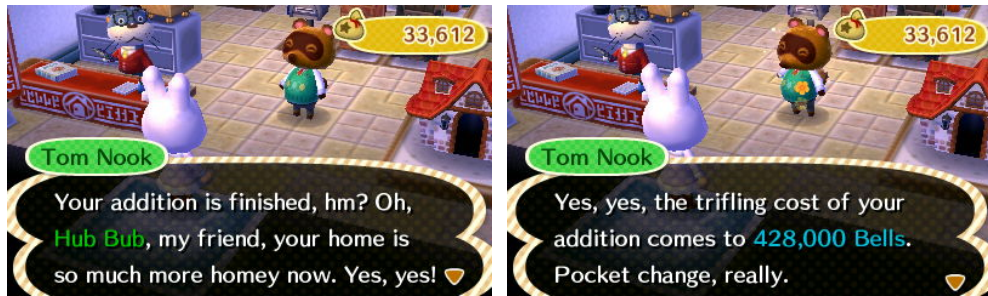 33,612
Tom Nook
Your addition is finished, hm? Oh,
Hub Bub, my friend, your home is
so much more homey now. Yes, yes!
33,612
Tom Nook
Yes, yes, the trifling cost of your
addition comes to 428,000 Bells.
Pocket change, really.